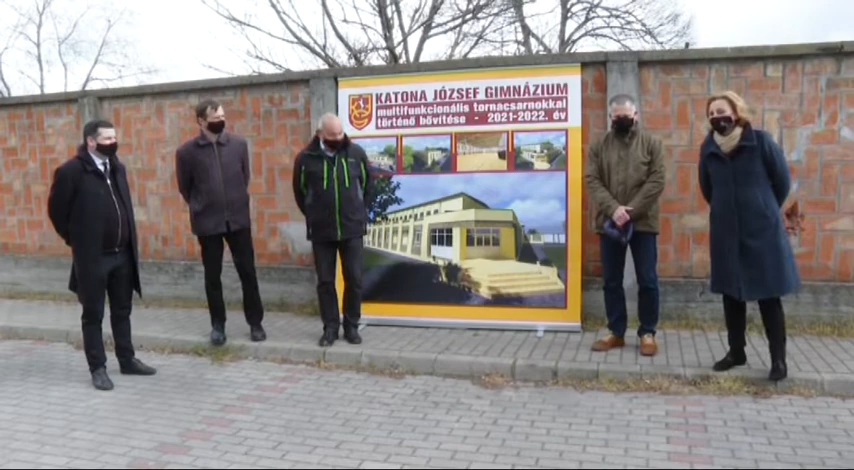 KATONA JÓZSEF GIMNÁZIUM
multifunkcionális tornacsarnokkal
történő bővítése - 2021-2022. év